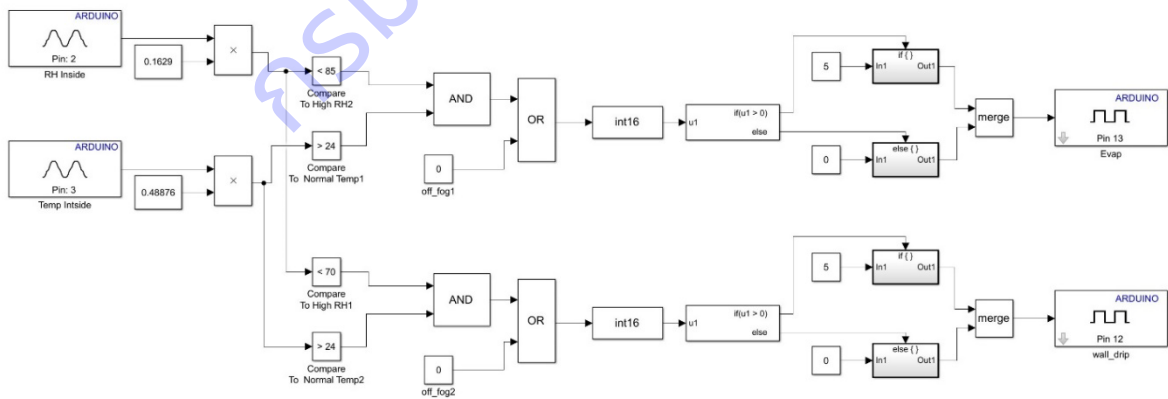 ARDUINO
Pin: 2
RH Inside
0.1629
×
< 85
Compare
To High RH2
AND
OR
int16
u1
if(u1 > 0)
else
5
if { }
In1
Out1
0
else { }
In1
Out1
merge
ARDUINO
Pin 13
Evap
ARDUINO
Pin: 3
Temp Intside
0.48876
×
> 24
Compare
To Normal Temp1
0
off_fog1
< 70
Compare
To High RH1
AND
OR
int16
u1
if(u1 > 0)
else
5
if { }
In1
Out1
0
else { }
In1
Out1
merge
ARDUINO
Pin 12
wall_drip
> 24
Compare
To Normal Temp2
0
off_fog2